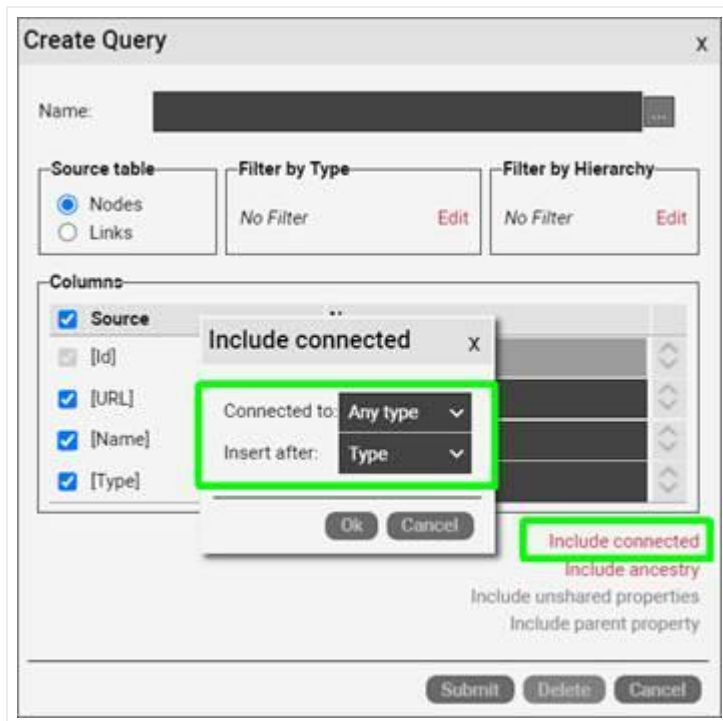 Create Query x
Name: ...
Source table Filter by Type Filter by Hierarchy
Nodes
No Filter Edit No Filter Edit
Links
Columns
Source
[Id]
[URL]
[Name]
[Type]
Include connected x
Connected to: Any type
Insert after: Type
Ok Cancel
Include connected
Include ancestry
Include unshared properties
Include parent property
Submit Delete Cancel